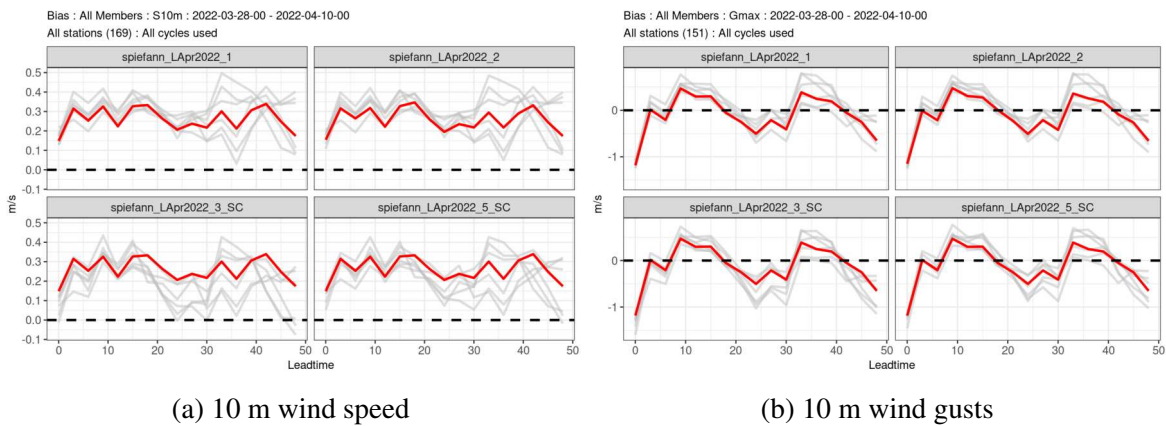 Bias : All Members : S10m : 2022-03-28-00 - 2022-04-10-00
All stations (169) : All cycles used
spiefann_LApr2022_1
spiefann_LApr2022_2
0.5
0.4
0.3
0.2
0.1
0.0
-0.1
spiefann_LApr2022_3_SC
spiefann_LApr2022_5_SC
0.5
0.4
0.3
0.2
0.1
0.0
-0.1
m/s
0 10 20 30 40 50 0 10 20 30 40 50
Leadtime
(a) 10 m wind speed
Bias : All Members : Gmax : 2022-03-28-00 - 2022-04-10-00
All stations (151) : All cycles used
spiefann_LApr2022_1
spiefann_LApr2022_2
0
-1
spiefann_LApr2022_3_SC
spiefann_LApr2022_5_SC
0
-1
m/s
0 10 20 30 40 50 0 10 20 30 40 50
Leadtime
(b) 10 m wind gusts